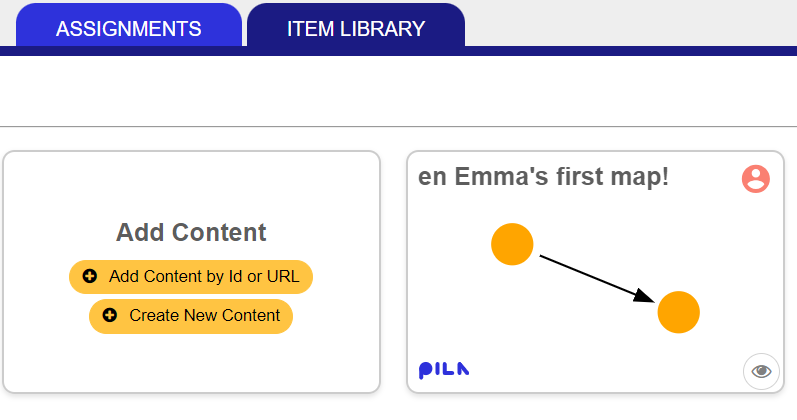 ASSIGNMENTS
ITEM LIBRARY
Add Content
Add Content by Id or URL
Create New Content
en Emma's first map!
PILA